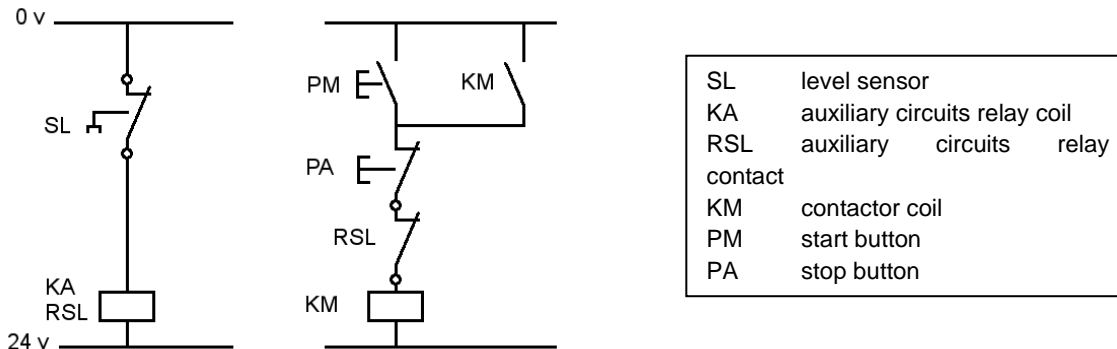 0 v
SL
KA
RSL
24 v
PM
KM
PA
RSL
KM
SL level sensor
KA auxiliary circuits relay coil
RSL auxiliary circuits relay
contact
KM contactor coil
PM start button
PA stop button